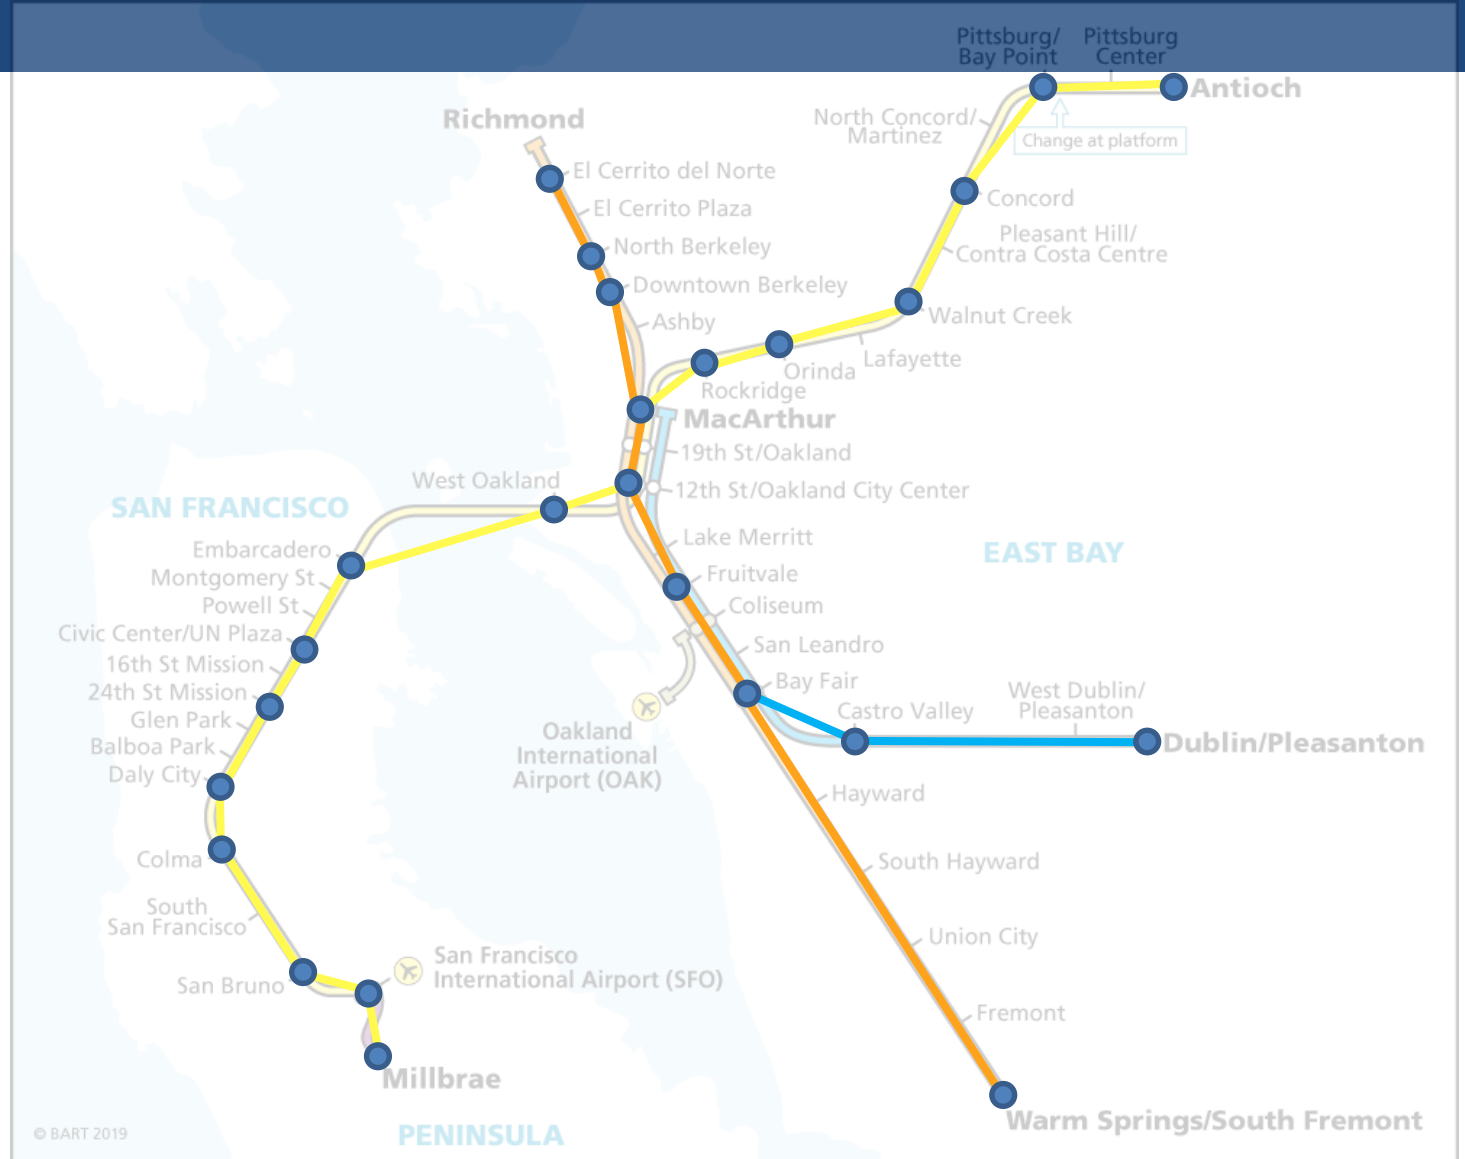 Pittsburg/
Bay Point
Pittsburg
Center
Antioch
Richmond
North Concord/
Martinez
Change at platform
El Cerrito del Norte
Concord
El Cerrito Plaza
Pleasant Hill/
Contra Costa Centre
North Berkeley
Downtown Berkeley
Walnut Creek
Ashby
Lafayette
Orinda
Rockridge
MacArthur
19th St/Oakland
West Oakland
12th St/Oakland City Center
SAN FRANCISCO
Lake Merritt
EAST BAY
Embarcadero
Montgomery St
Fruitvale
Powell St
Coliseum
Civic Center/UN Plaza
San Leandro
16th St Mission
Bay Fair
24th St Mission
West Dublin/
Pleasanton
Glen Park
Castro Valley
Oakland
International
Airport (OAK)
Balboa Park
Dublin/Pleasanton
Daly City
Hayward
Colma
South Hayward
South
San Francisco
Union City
San Francisco
International Airport (SFO)
San Bruno
Fremont
Millbrae
Warm Springs/South Fremont
© BART 2019
PENINSULA